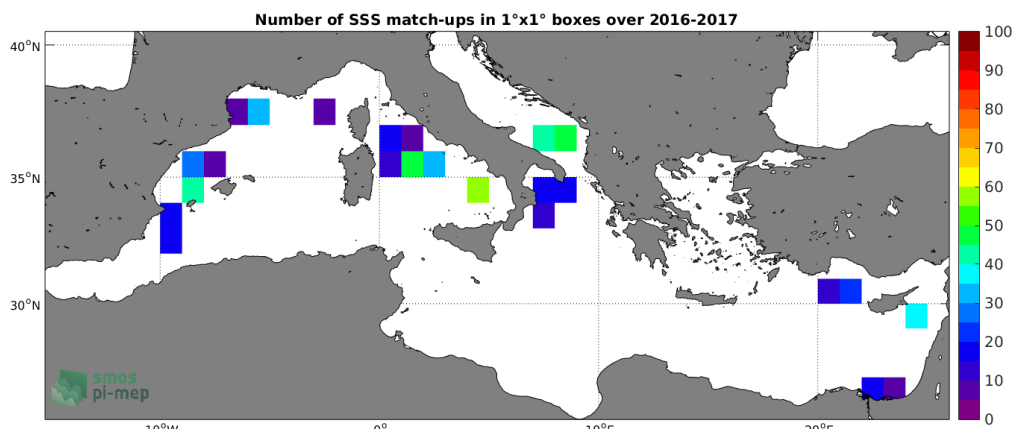 Number of SSS match-ups in 1°x1° boxes over 2016-2017
40°N
35°N
30°N
100
90
80
70
60
50
40
30
20
10
0
smos
pi-mep
10°W
0°
10°E
20°E